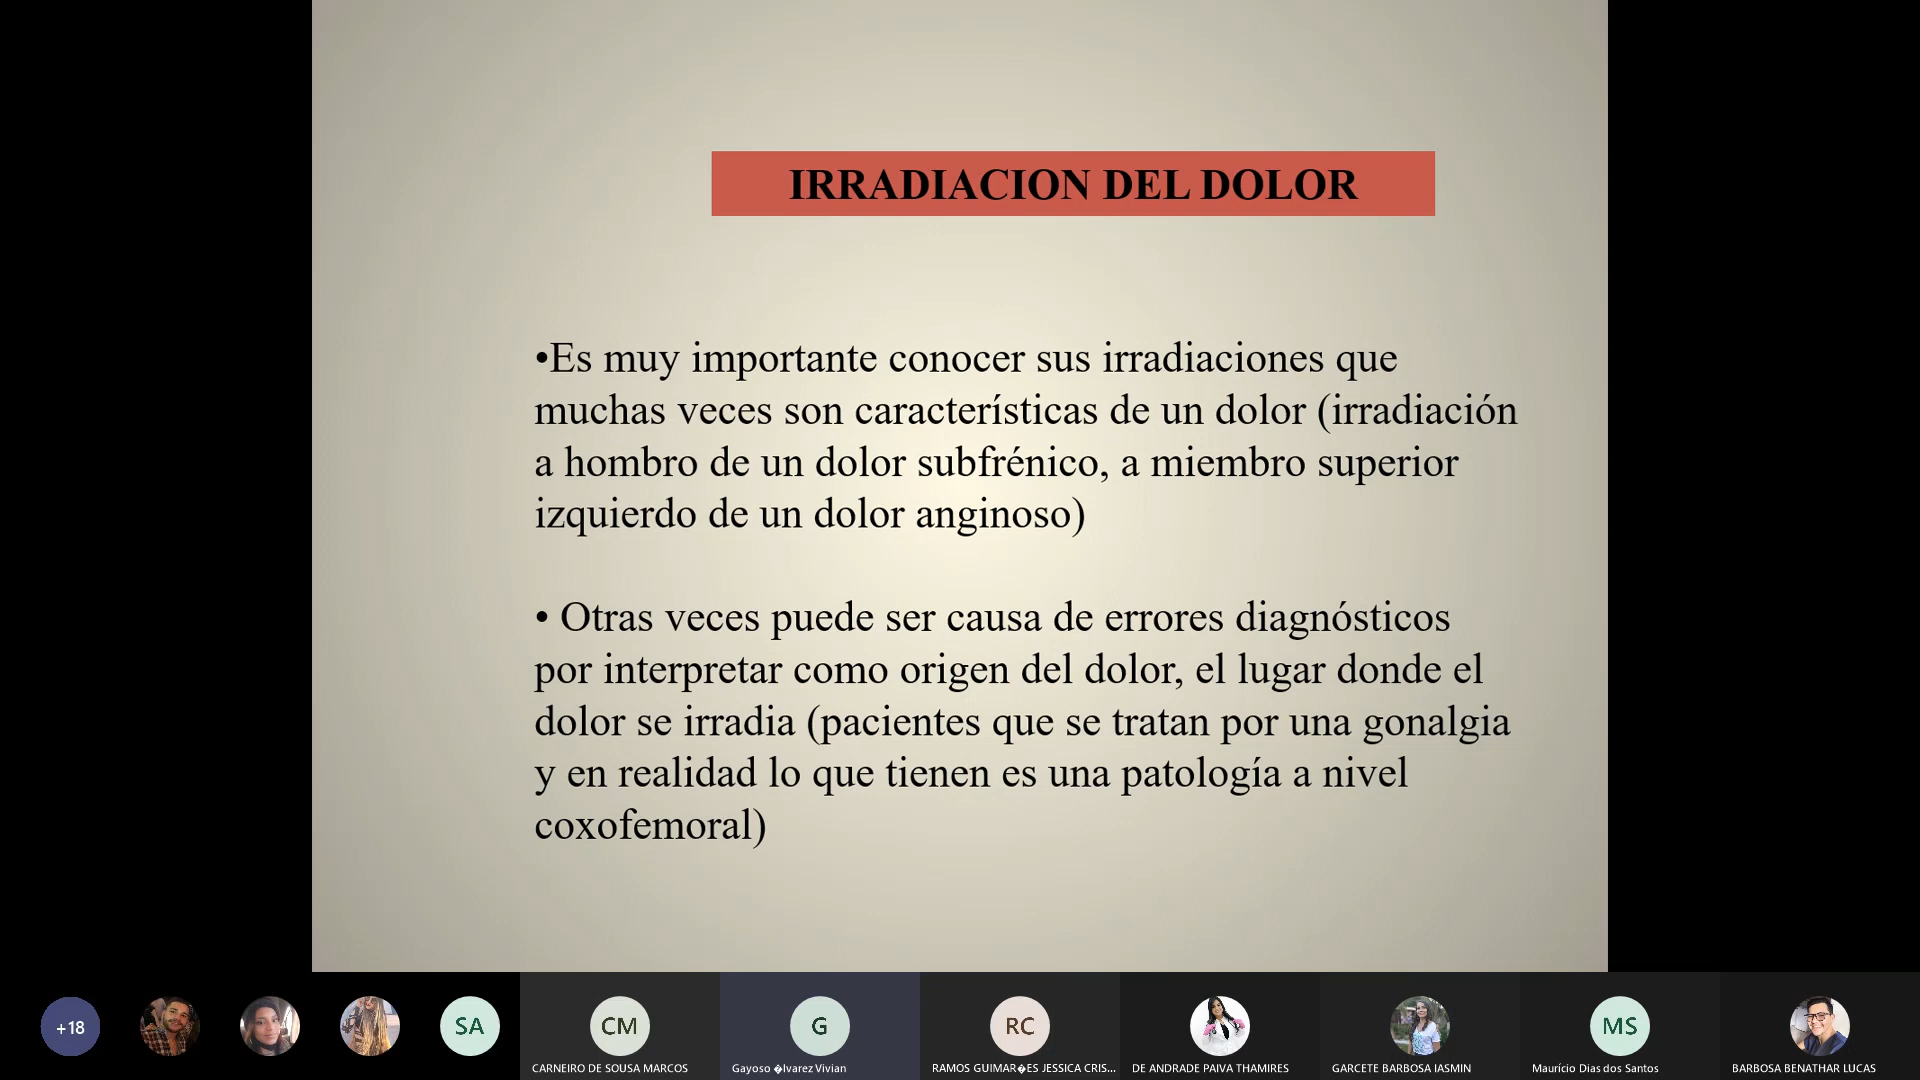 IRRADIACION DEL DOLOR
•Es muy importante conocer sus irradiaciones que
muchas veces son características de un dolor (irradiación
a hombro de un dolor subfrénico, a miembro superior
izquierdo de un dolor anginoso)
• Otras veces puede ser causa de errores diagnósticos
por interpretar como origen del dolor, el lugar donde el
dolor se irradia (pacientes que se tratan por una gonalgia
y en realidad lo que tienen es una patología a nivel
coxofemoral)
+18
SA
CM
G
RC
MS
CARNEIRO DE SOUSA MARCOS
Gayoso �lvarez Vivian
RAMOS GUIMAR�ES JESSICA CRIS...
DE ANDRADE PAIVA THAMIRES
GARCETE BARBOSA IASMIN
Maurício Dias dos Santos
BARBOSA BENATHAR LUCAS